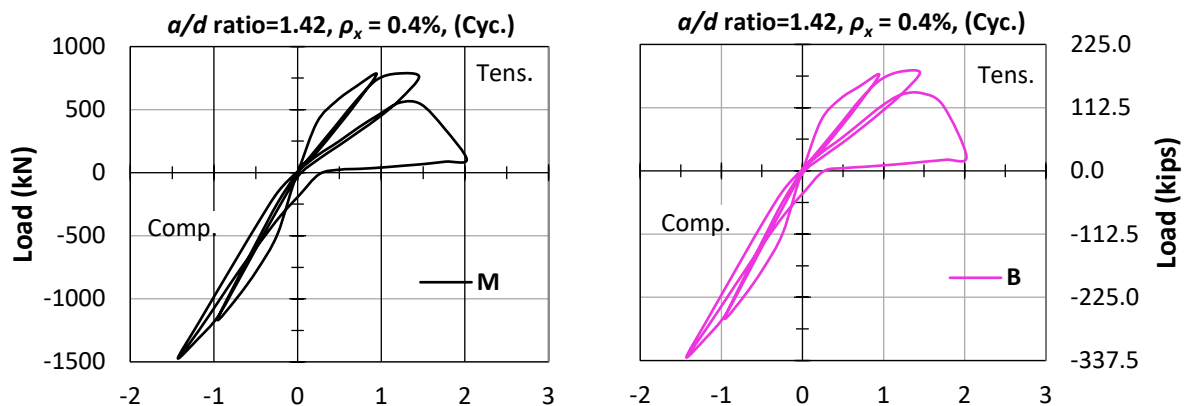 a/d ratio=1.42, ρx = 0.4%, (Cyc.)
Load (kN)
1000
500
0
-500
-1000
-1500
Tens.
Comp.
M
-2 -1 0 1 2 3
a/d ratio=1.42, ρx = 0.4%, (Cyc.)
Tens.
Comp.
B
225.0
112.5
0.0
-112.5
-225.0
-337.5
Load (kips)
-2 -1 0 1 2 3